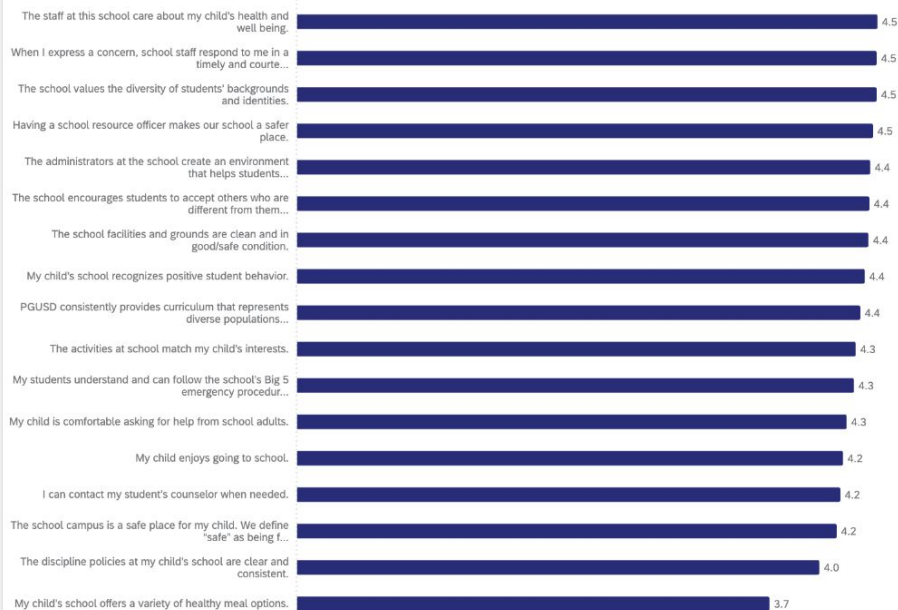 The staff at this school care about my child's health and
well being.
4.5
When I express a concern, school staff respond to me in a
timely and courte...
4.5
The school values the diversity of students' backgrounds
and identities.
4.5
Having a school resource officer makes our school a safer
place.
4.5
The administrators at the school create an environment
that helps students...
4.4
The school encourages students to accept others who are
different from them...
4.4
The school facilities and grounds are clean and in
good/safe condition.
4.4
My child's school recognizes positive student behavior.
4.4
PGUSD consistently provides curriculum that represents
diverse populations...
4.4
The activities at school match my child's interests.
4.3
My students understand and can follow the school's Big 5
emergency procedur...
4.3
My child is comfortable asking for help from school adults.
4.3
My child enjoys going to school.
4.2
I can contact my student's counselor when needed.
4.2
The school campus is a safe place for my child. We define
"safe" as being f...
4.2
The discipline policies at my child's school are clear and
consistent.
4.0
My child's school offers a variety of healthy meal options.
3.7